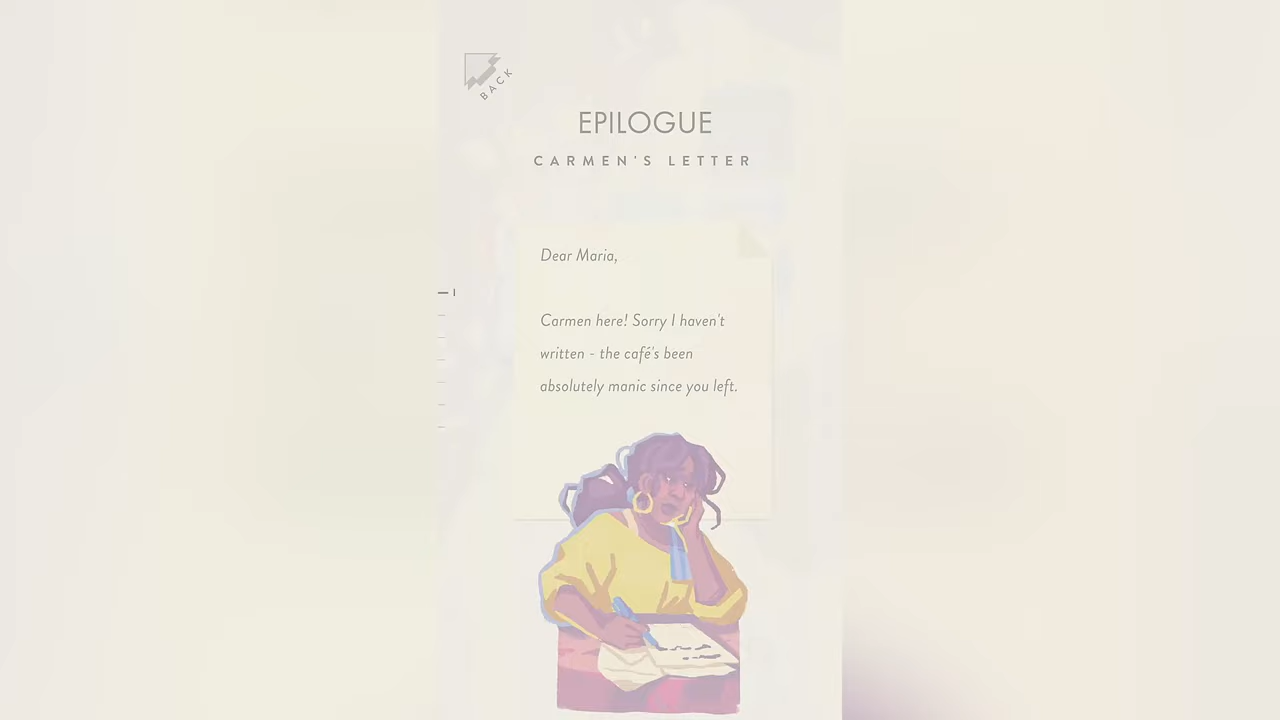 BACK
EPILOGUE
CARMEN'S LETTER
Dear Maria,
I
Carmen here! Sorry I haven't
written - the café's been
absolutely manic since you left.